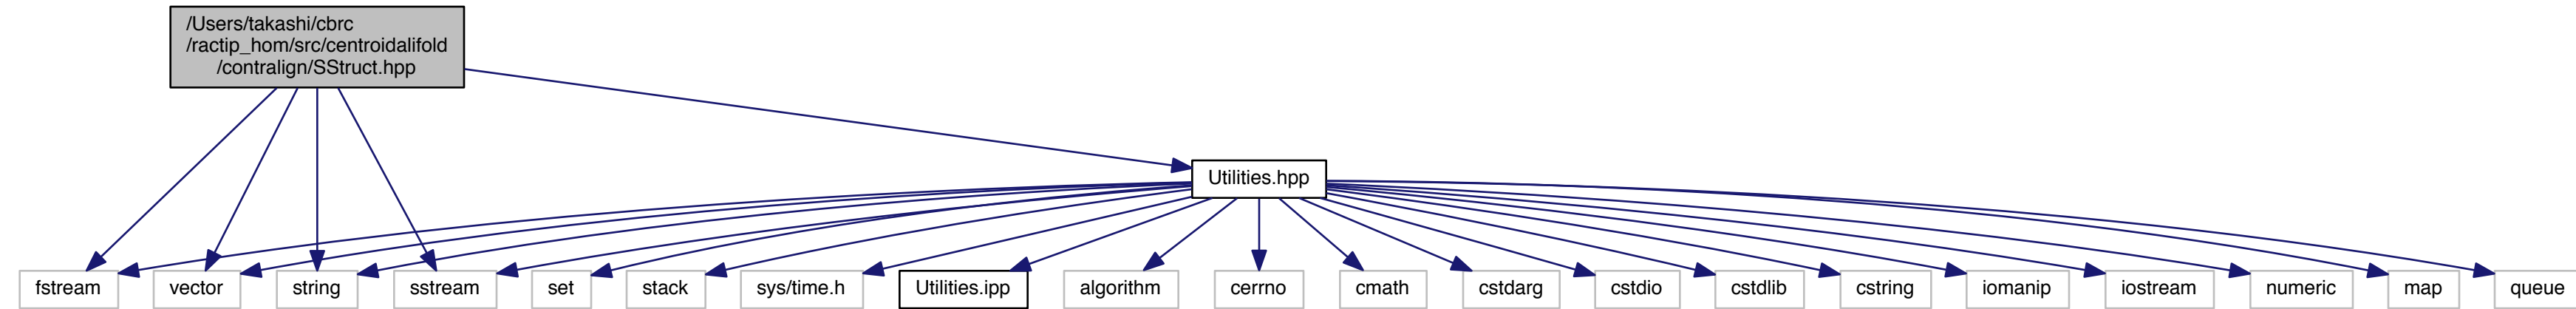 /Users/takashi/cbrc
/ractip_hom/src/centroidalifold
/contralign/SStruct.hpp
Utilities.hpp
fstream
vector
string
sstream
set
stack
sys/time.h
Utilities.ipp
algorithm
cerrno
cmath
cstdarg
cstdio
cstdlib
cstring
iomanip
iostream
numeric
map
queue